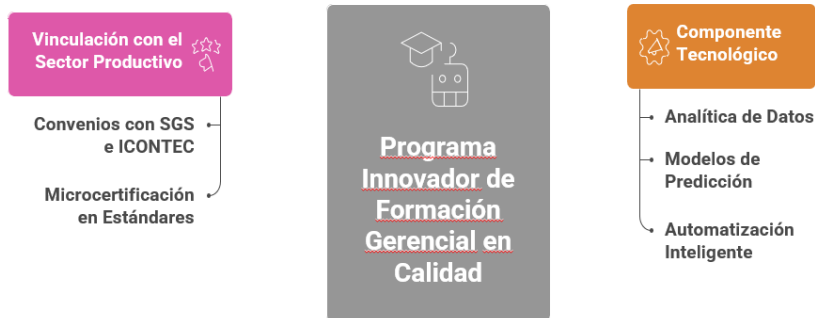 Vinculación con el
Sector Productivo
Convenios con SGS
e ICONTEC
Microcertificación
en Estándares
Programa
Innovador de
Formación
Gerencial en
Calidad
Componente
Tecnológico
Analítica de Datos
Modelos de
Predicción
Automatización
Inteligente